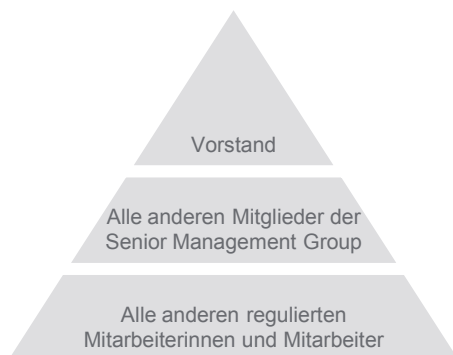 Vorstand
Alle anderen Mitglieder der
Senior Management Group
Alle anderen regulierten
Mitarbeiterinnen und Mitarbeiter